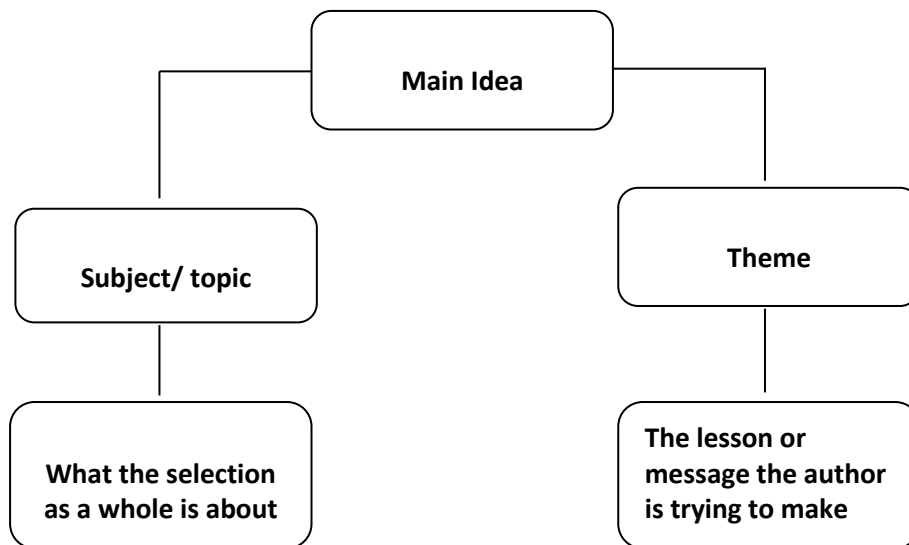 Main Idea
Subject/ topic
Theme
What the selection
as a whole is about
The lesson or
message the author
is trying to make